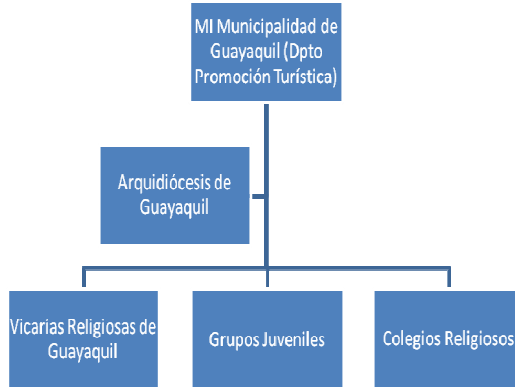 MI Municipalidad de
Guayaquil (Dpto
Promoción Turística)
Arquidiócesis de
Guayaquil
Vicarias Religiosas de
Guayaquil
Grupos Juveniles
Colegios Religiosos